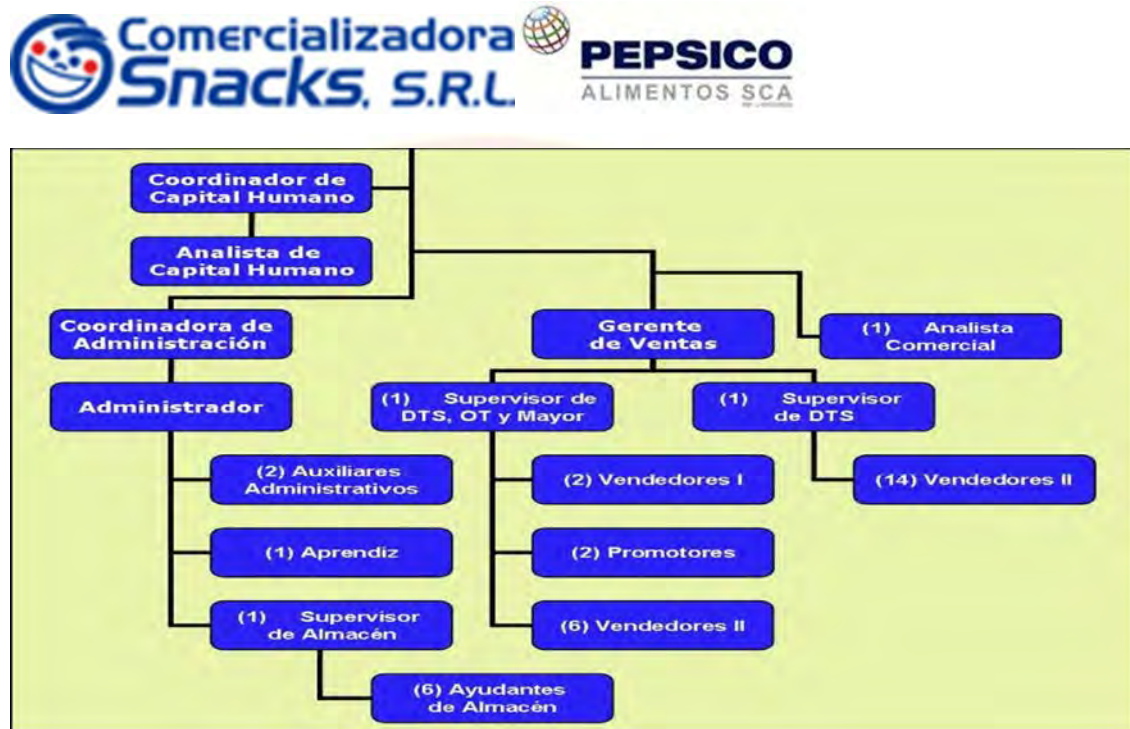 Comercializadora
Snacks, S.R.L.
PEPSICO
ALIMENTOS SCA
Coordinador de
Capital Humano
Analista de
Capital Humano
Coordinadora de
Administración
Gerente
de Ventas
(1) Analista
Comercial
Administrador
(1) Supervisor de
DTS, OT y Mayor
(1) Supervisor
de DTS
(2) Auxiliares
Administrativos
(2) Vendedores I
(14) Vendedores II
(1) Aprendiz
(2) Promotores
(1) Supervisor
de Almacén
(6) Vendedores II
(6) Ayudantes
de Almacén